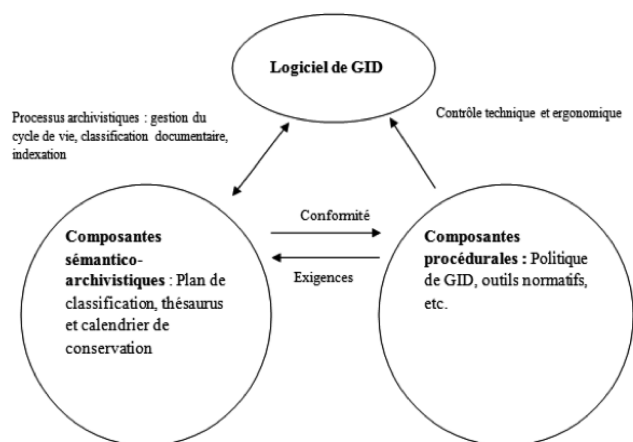 Logiciel de GID
Processus archivistiques : gestion du
cycle de vie, classification documentaire,
indexation
Contrôle technique et ergonomique
Conformité
Exigences
Composantes
sémantico-
archivistiques : Plan de
classification, thésaurus
et calendrier de
conservation
Composantes
procédurales : Politique
de GID, outils normatifs,
etc.